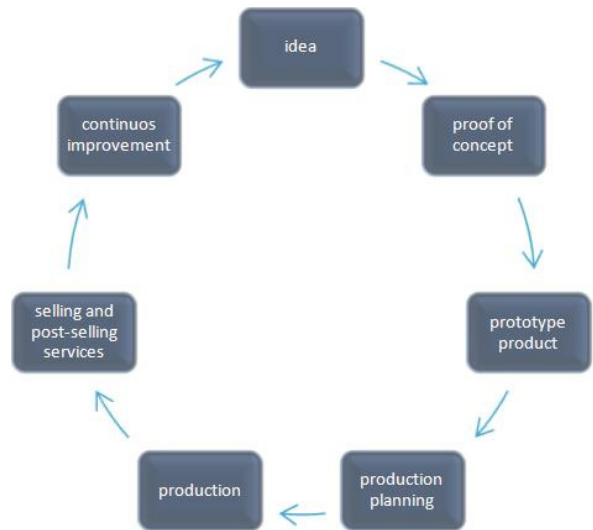 idea
proof of
concept
prototype
product
production
planning
production
selling and
post-selling
services
continuos
improvement